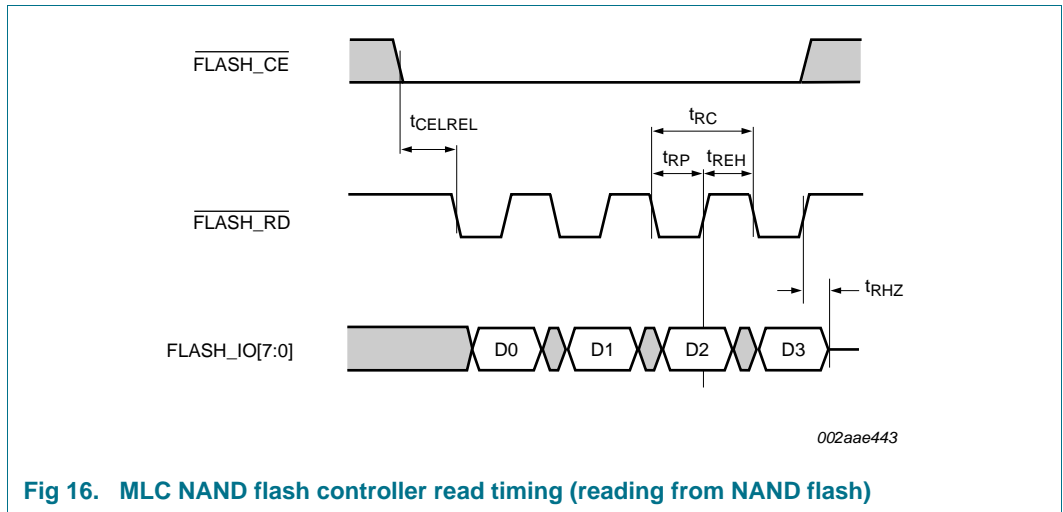 FLASH_CE
tCELREL
tRC
tRP tREH
FLASH_RD
tRHZ
FLASH_IO[7:0]
D0 D1 D2 D3
002aae443
Fig 16. MLC NAND flash controller read timing (reading from NAND flash)